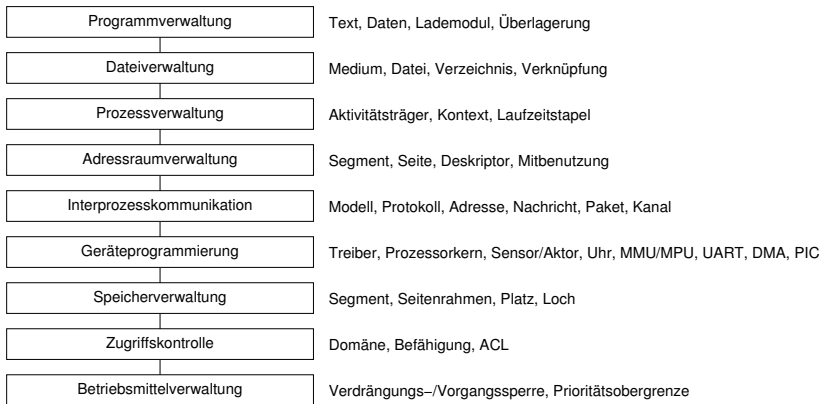 Programmverwaltung Text, Daten, Lademodul, Überlagerung
Dateiverwaltung Medium, Datei, Verzeichnis, Verknüpfung
Prozessverwaltung Aktivitätsträger, Kontext, Laufzeitstapel
Adressraumverwaltung Segment, Seite, Deskriptor, Mitbenutzung
Interprozesskommunikation Modell, Protokoll, Adresse, Nachricht, Paket, Kanal
Geräteprogrammierung Treiber, Prozessorkern, Sensor/Aktor, Uhr, MMU/MPU, UART, DMA, PIC
Speicherverwaltung Segment, Seitenrahmen, Platz, Loch
Zugriffskontrolle Domäne, Befähigung, ACL
Betriebsmittelverwaltung Verdrängungs−/Vorgangssperre, Prioritätsobergrenze